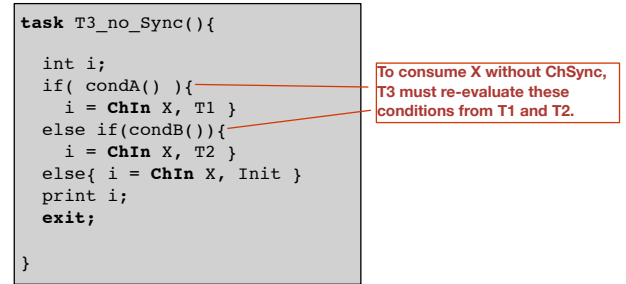 task T3_no_Sync(){
int i;
if( condA() ){
i = ChIn X, T1 }
else if(condB()){
i = ChIn X, T2 }
else{ i = ChIn X, Init }
print i;
exit;
}
To consume X without ChSync,
T3 must re-evaluate these
conditions from T1 and T2.